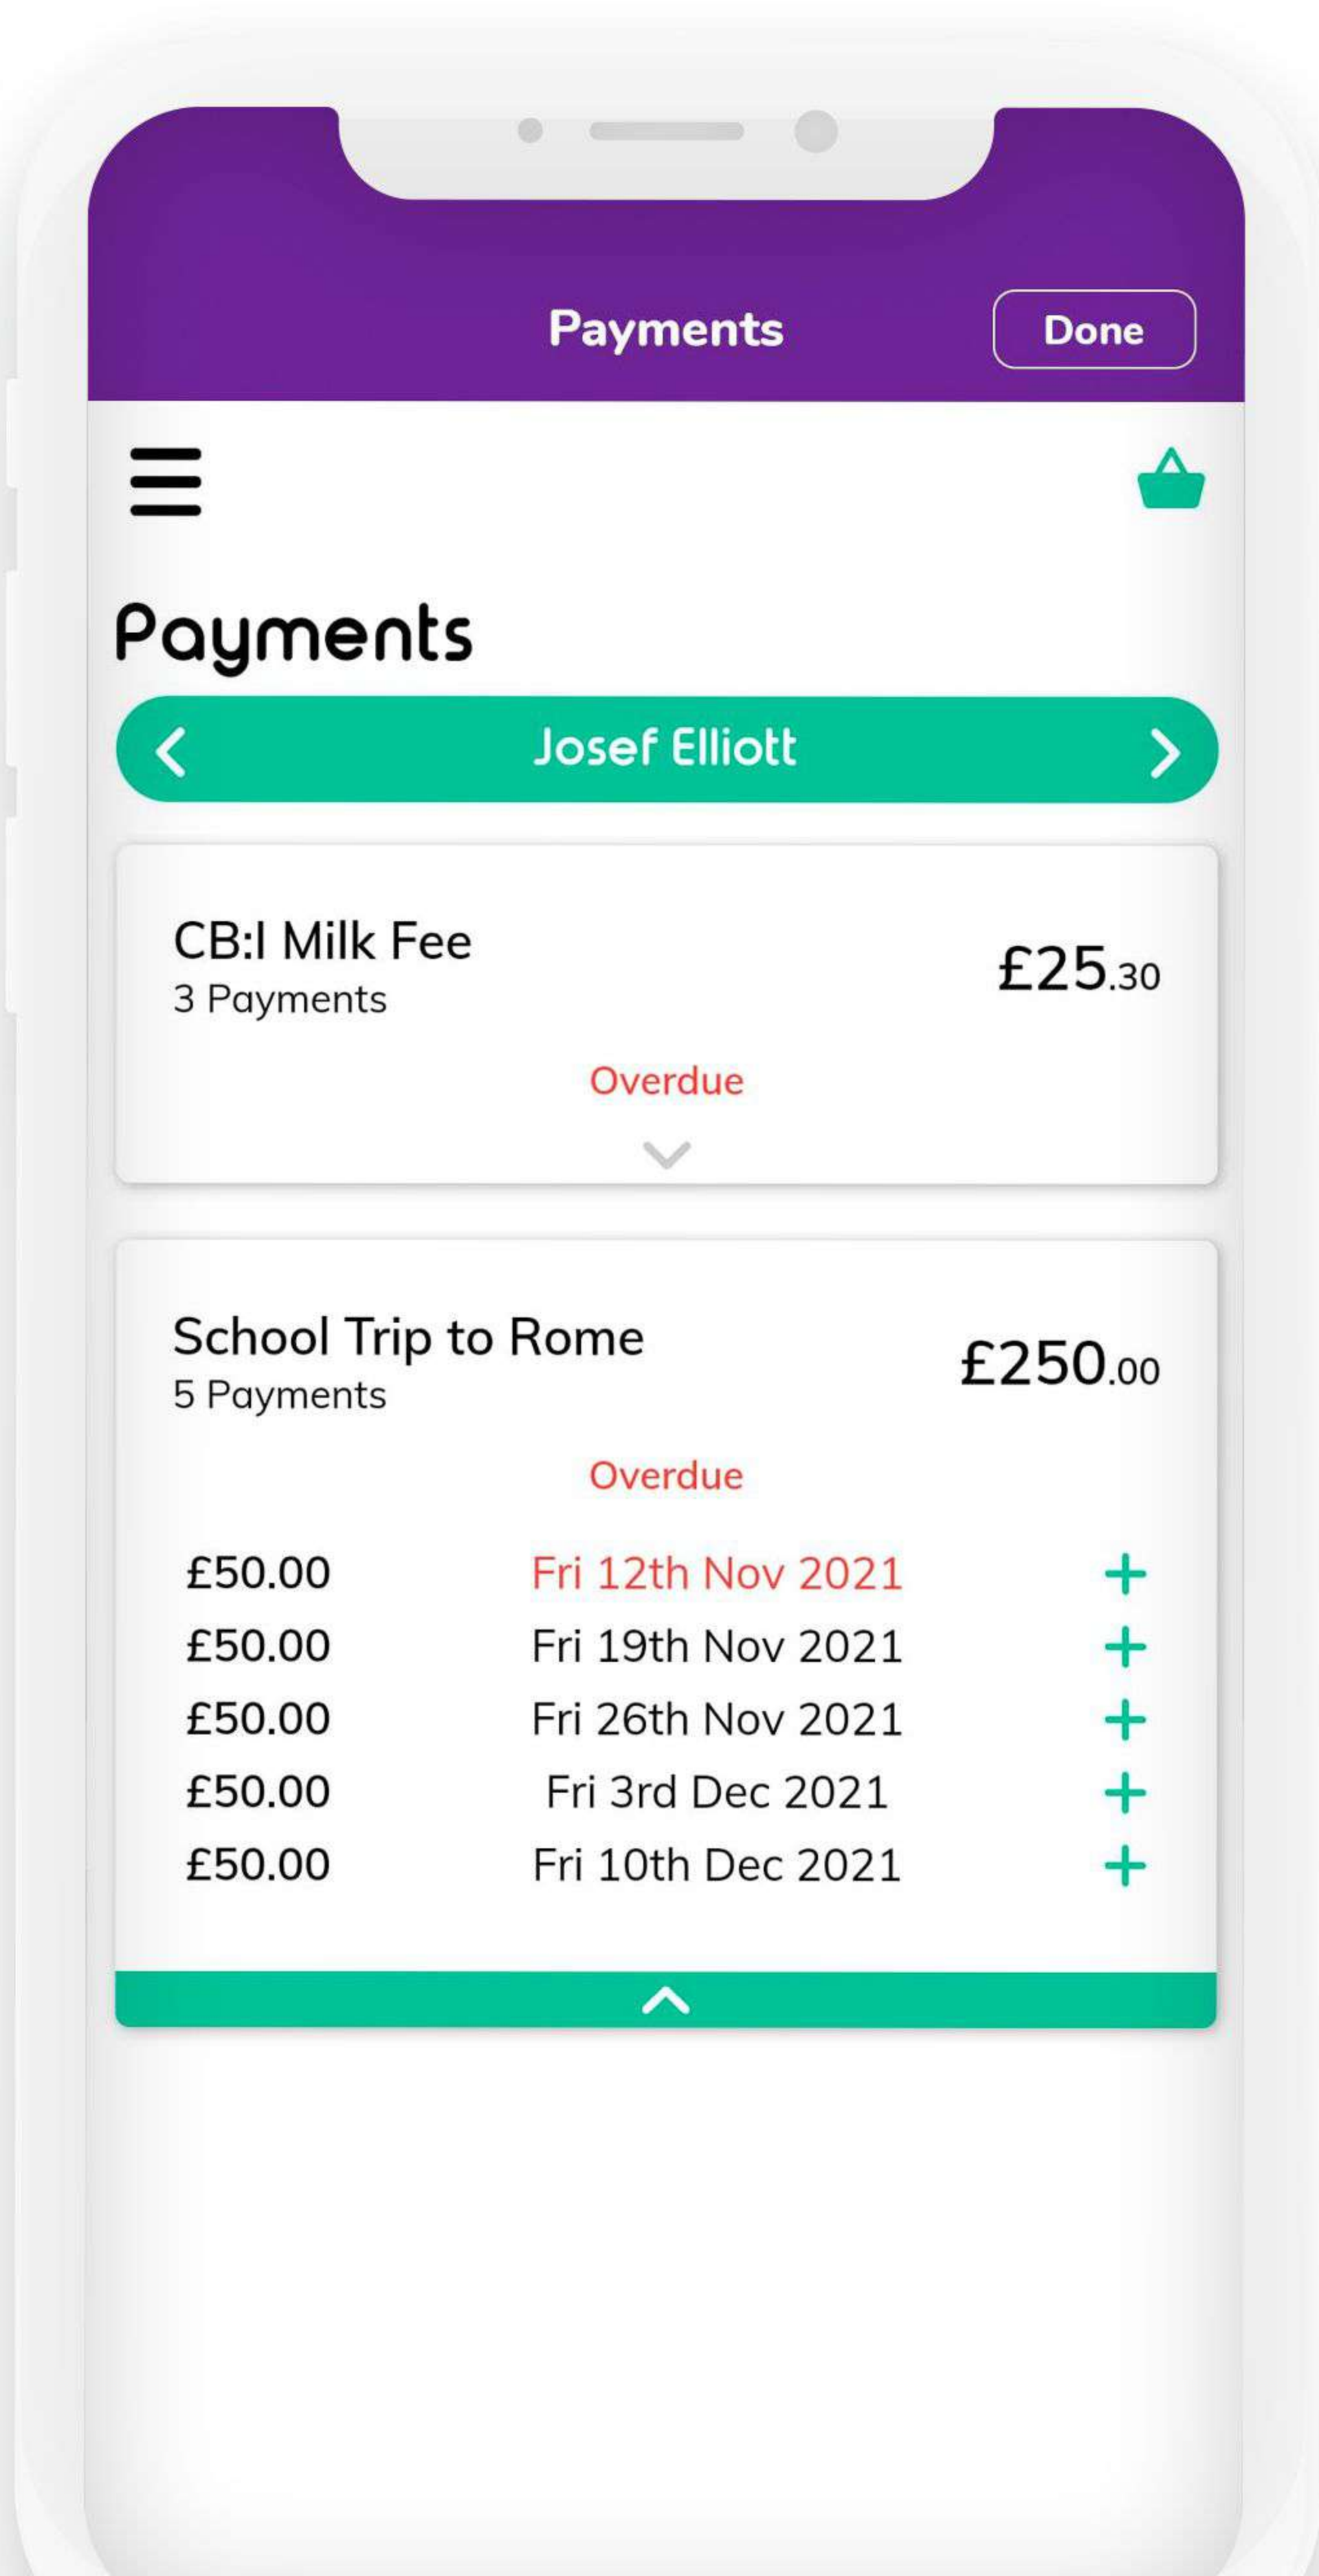 Payments
Done
Payments
Josef Elliott
CB:I Milk Fee
£25.30
3 Payments
Overdue
School Trip to Rome
£250.00
5 Payments
Overdue
£50.00 Fri 12th Nov 2021 +
£50.00 Fri 19th Nov 2021 +
£50.00 Fri 26th Nov 2021 +
£50.00 Fri 3rd Dec 2021 +
£50.00 Fri 10th Dec 2021 +